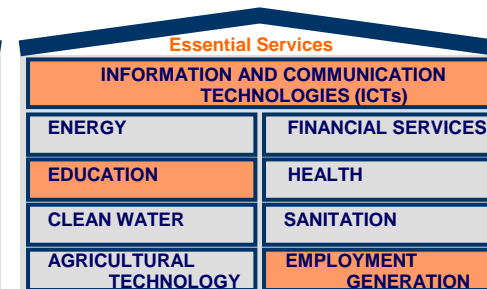 Essential Services
INFORMATION AND COMMUNICATION
TECHNOLOGIES (ICTs)
ENERGY
FINANCIAL SERVICES
EDUCATION
HEALTH
CLEAN WATER
SANITATION
AGRICULTURAL
TECHNOLOGY
EMPLOYMENT
GENERATION